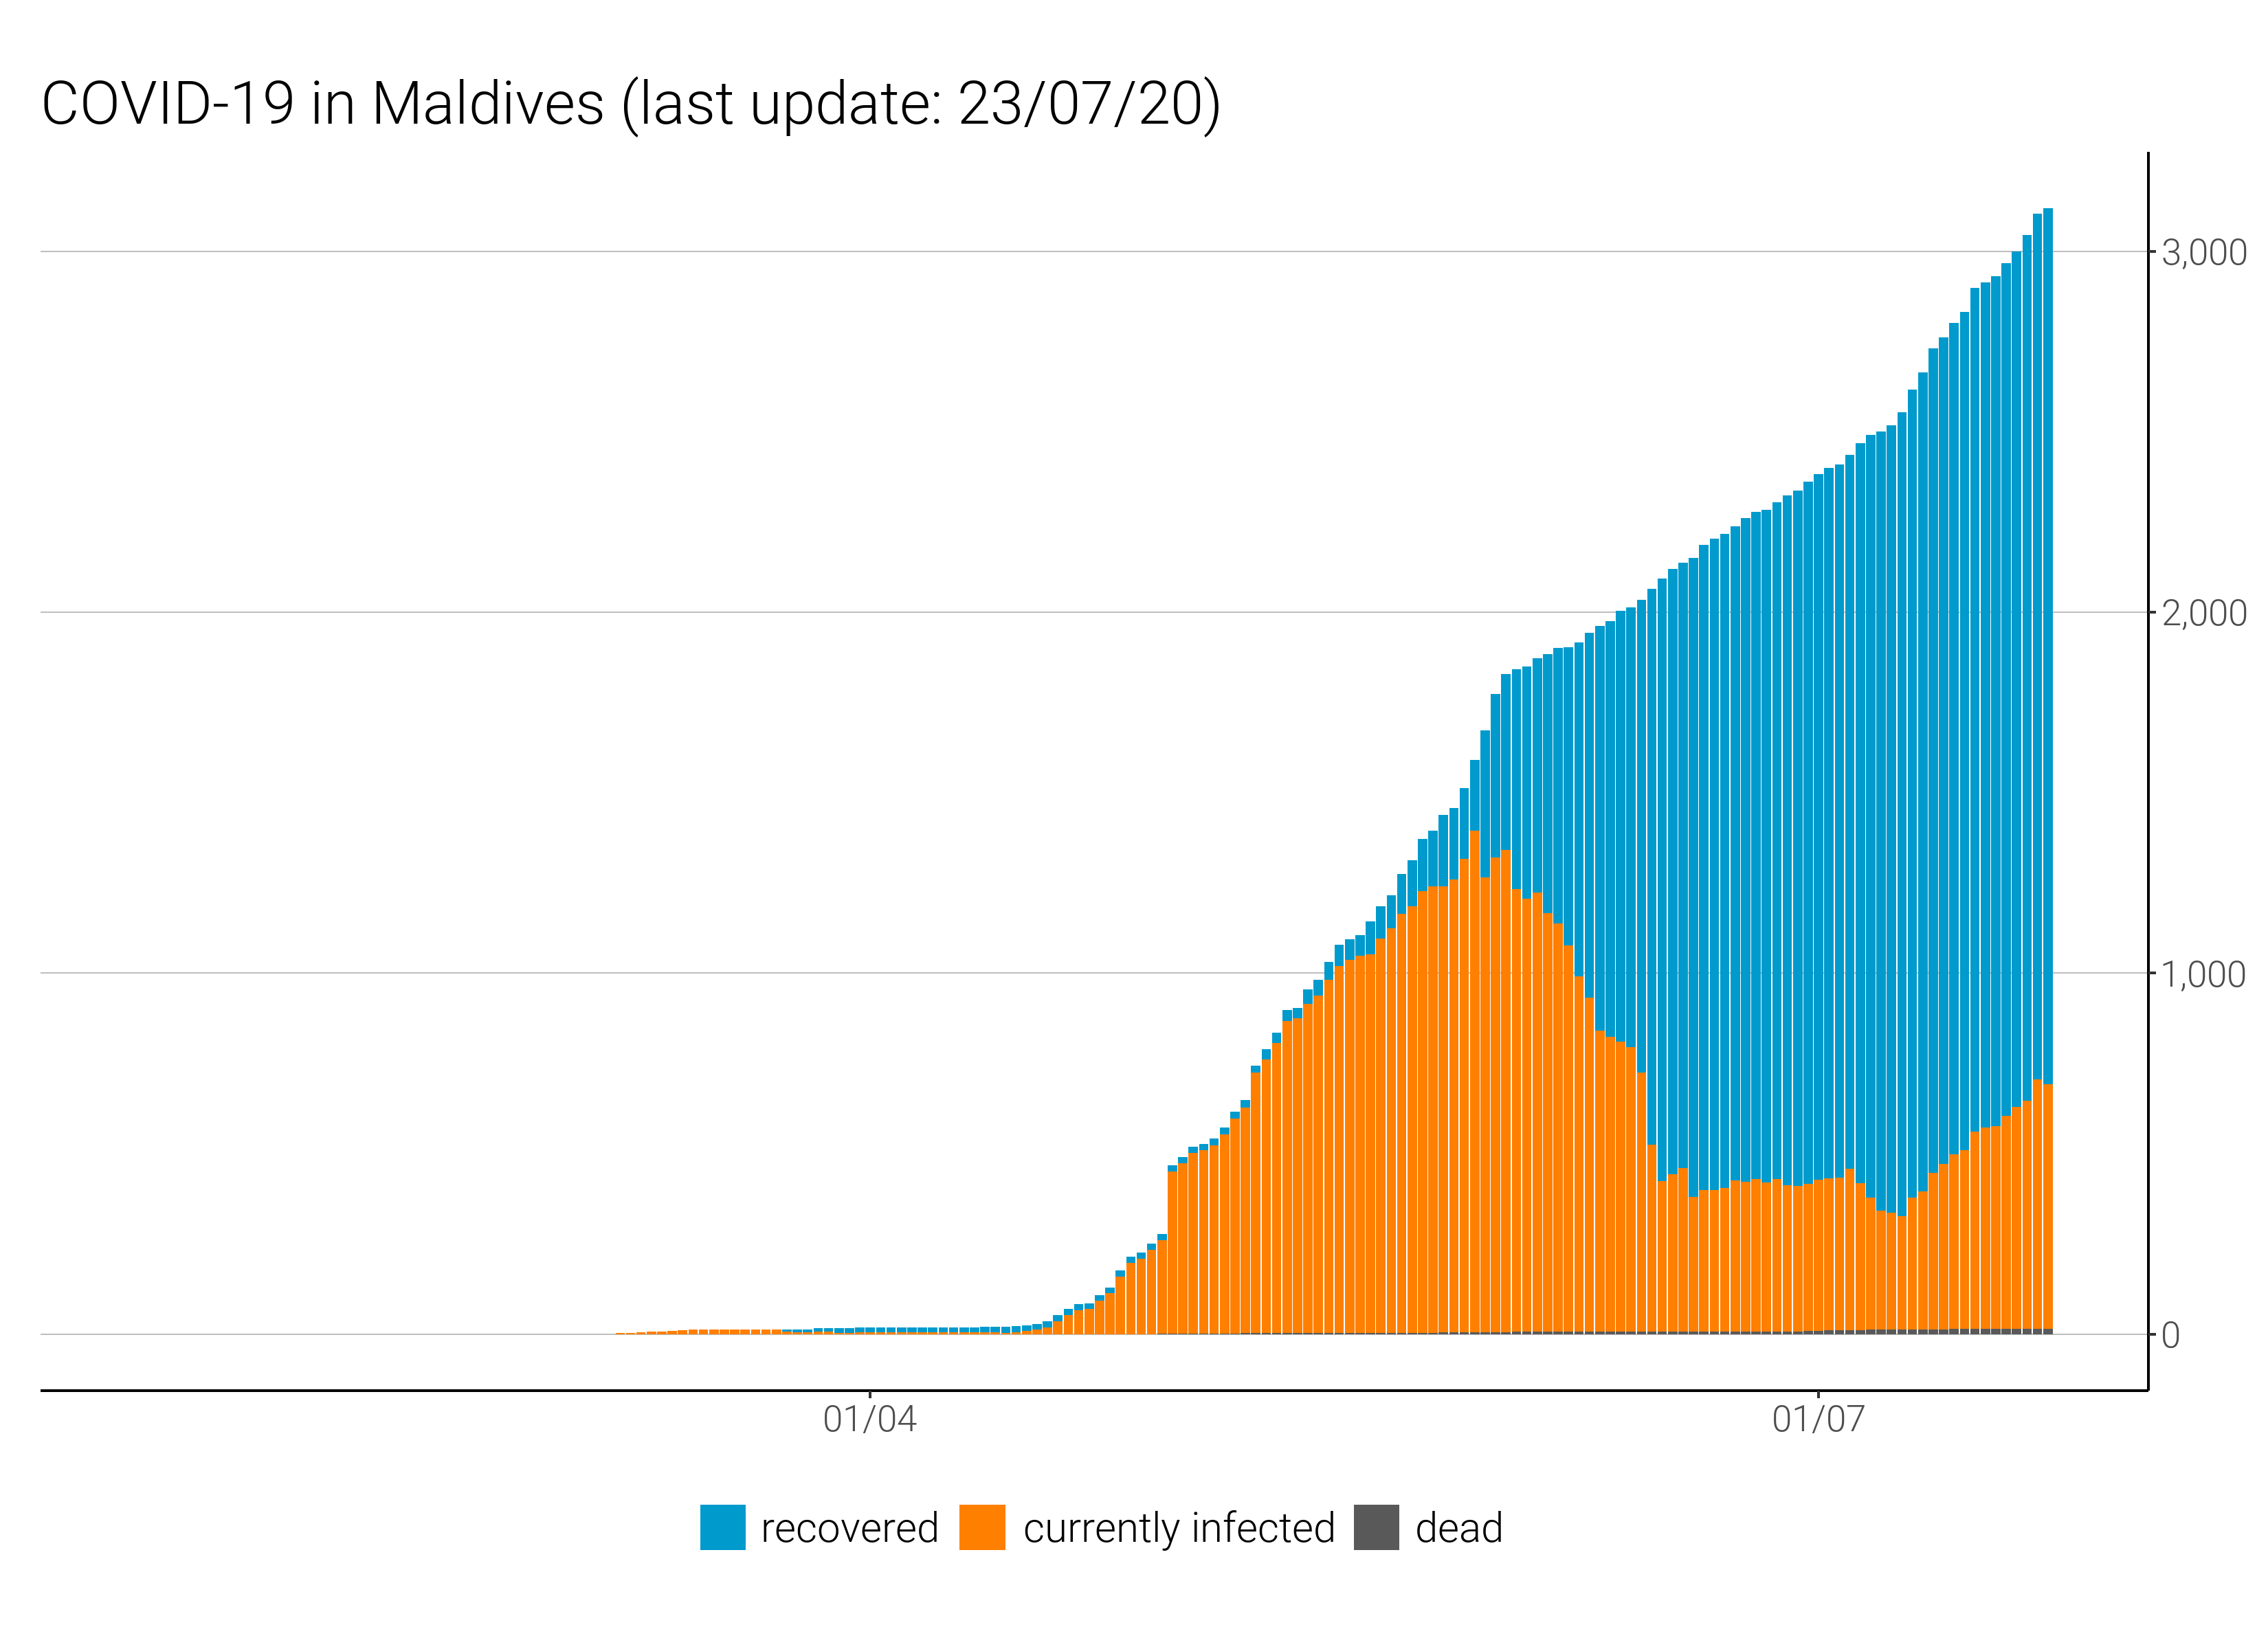 COVID-19 in Maldives (last update: 23/07/20)
3,000
2,000
1,000
0
01/04 01/07
recovered currently infected dead